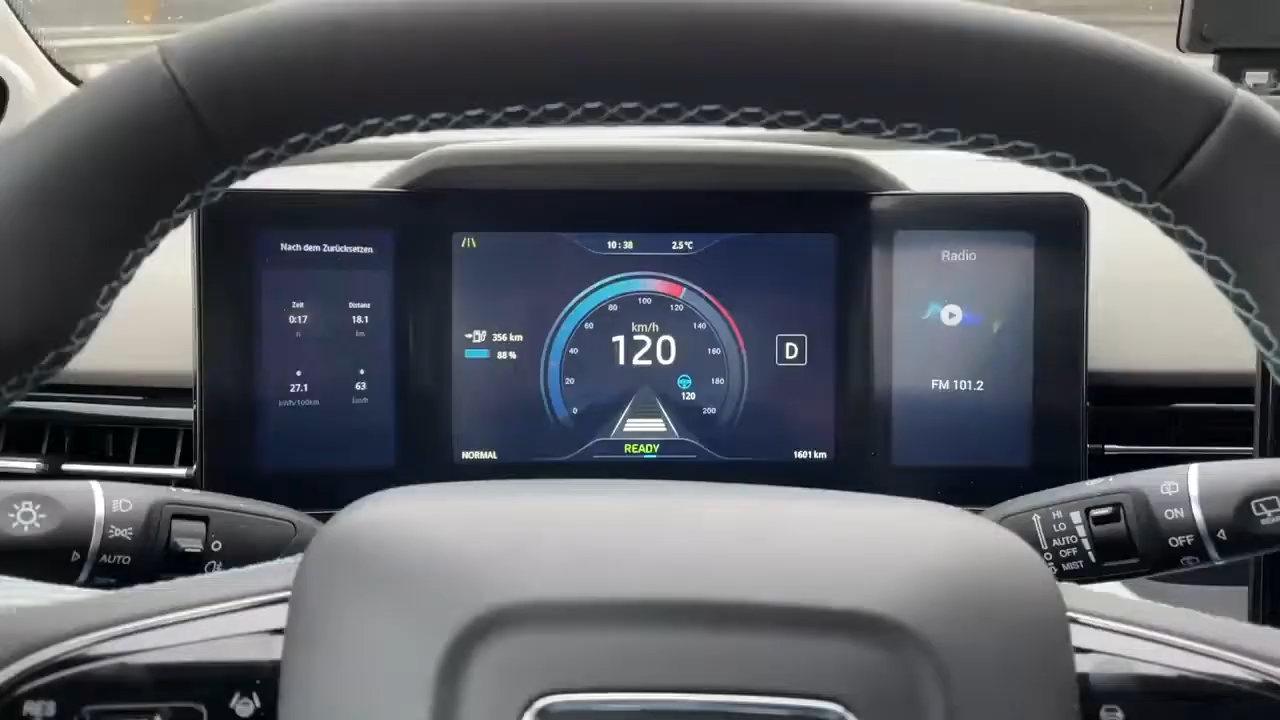 Nach dem Zurücksetzen
Zeit
Distanz
0:17
18.1
h
km
27.1
63
kWh/100km
km/h
10:38
2.5°C
356 km
88 %
km/h
120
0
20
40
60
80
100
120
140
160
180
200
120
D
NORMAL
READY
1601 km
Radio
FM 101.2
AUTO
HI
LO
AUTO
OFF
MIST
ON
OFF
RES